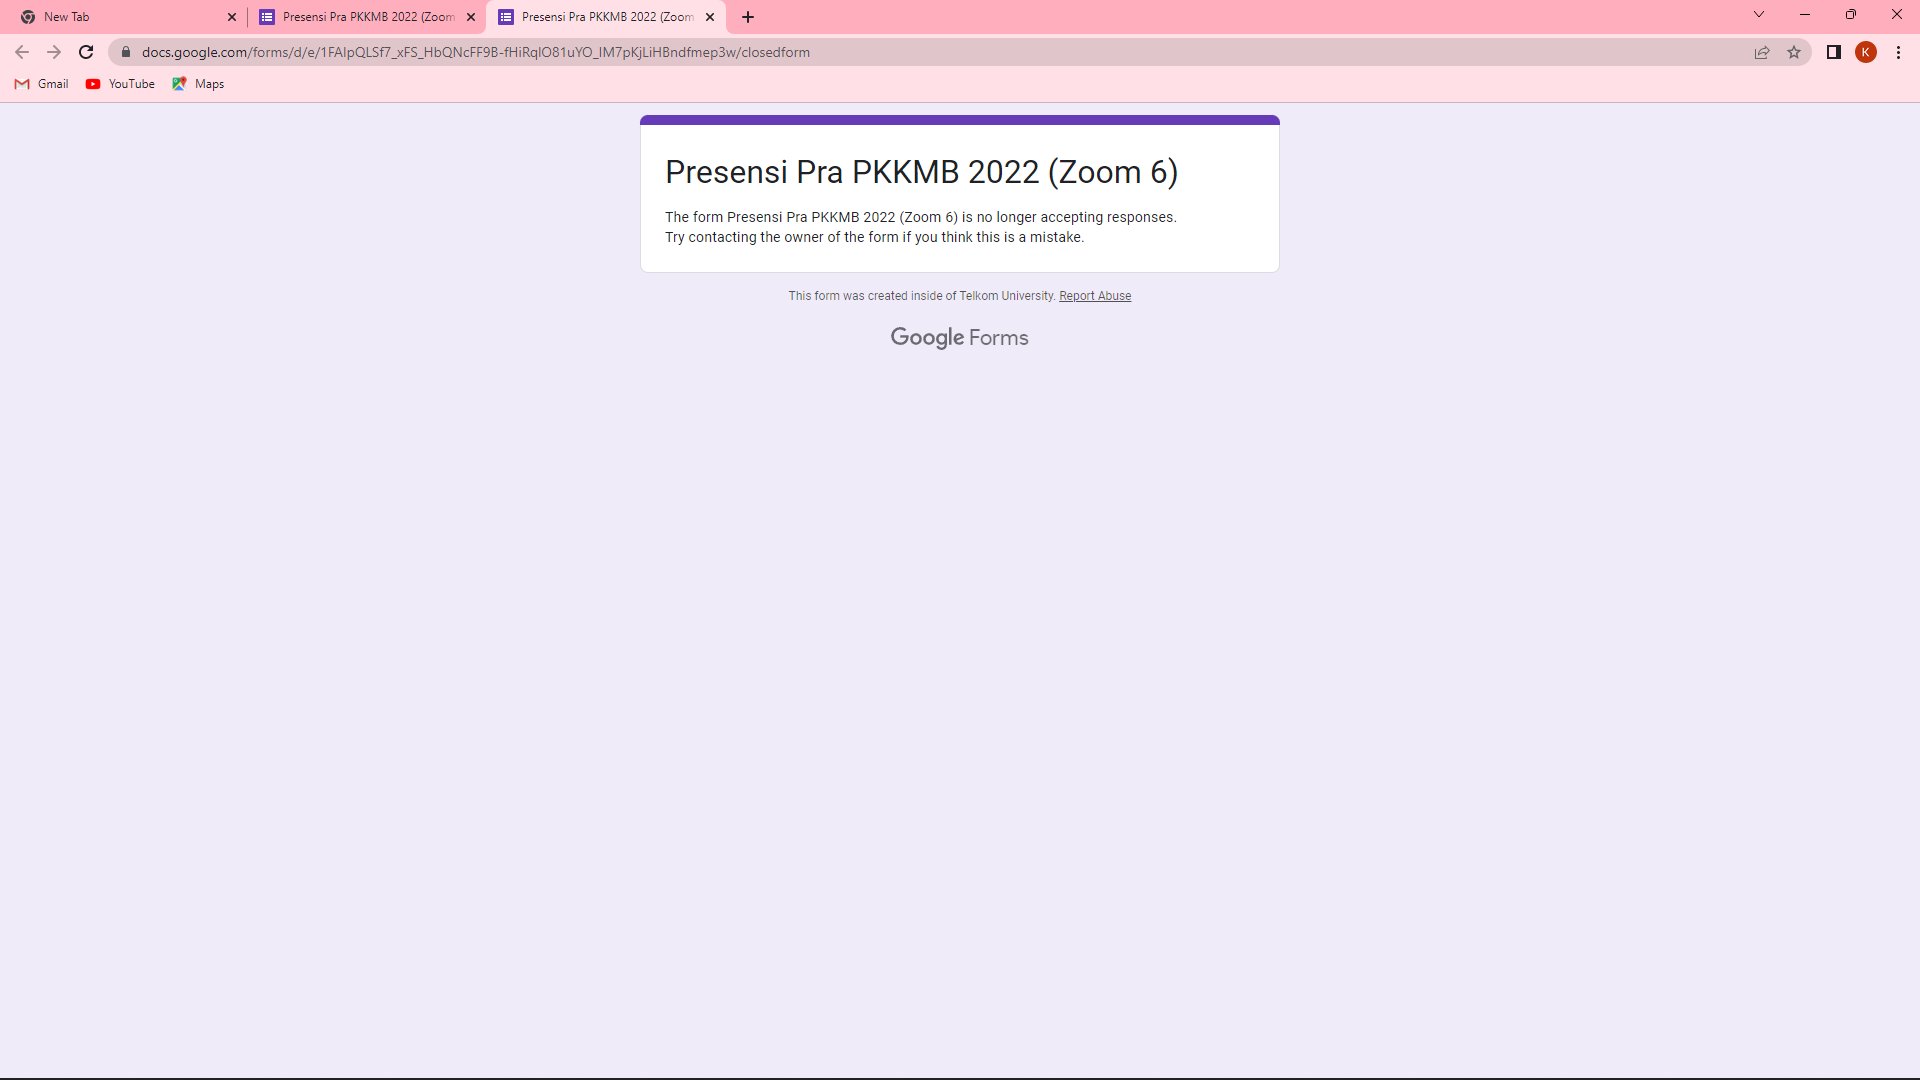 New Tab
Presensi Pra PKKMB 2022 (Zoom
Presensi Pra PKKMB 2022 (Zoom
docs.google.com/forms/d/e/1FAIpQLSf7_xFS_HbQNcFF9B-fHiRqIO81uYO_IM7pKjLiHBndfmep3w/closedform
K
Gmail
YouTube
Maps
Presensi Pra PKKMB 2022 (Zoom 6)
The form Presensi Pra PKKMB 2022 (Zoom 6) is no longer accepting responses.
Try contacting the owner of the form if you think this is a mistake.
This form was created inside of Telkom University. Report Abuse
Google Forms